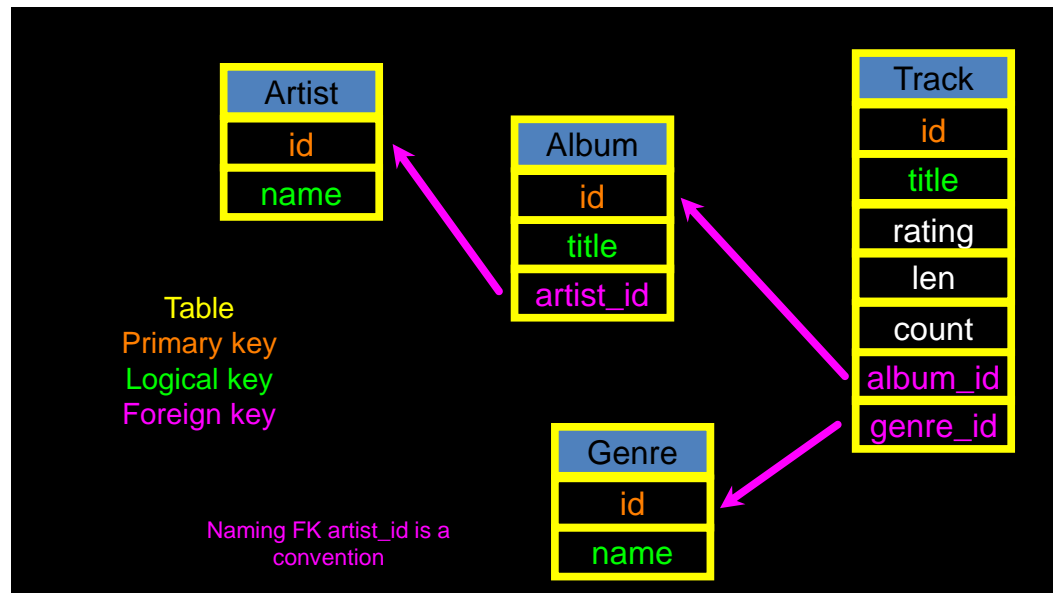 Artist
id
name
Album
id
title
artist_id
Track
id
title
rating
len
count
album_id
genre_id
Table
Primary key
Logical key
Foreign key
Genre
id
name
Naming FK artist_id is a
convention